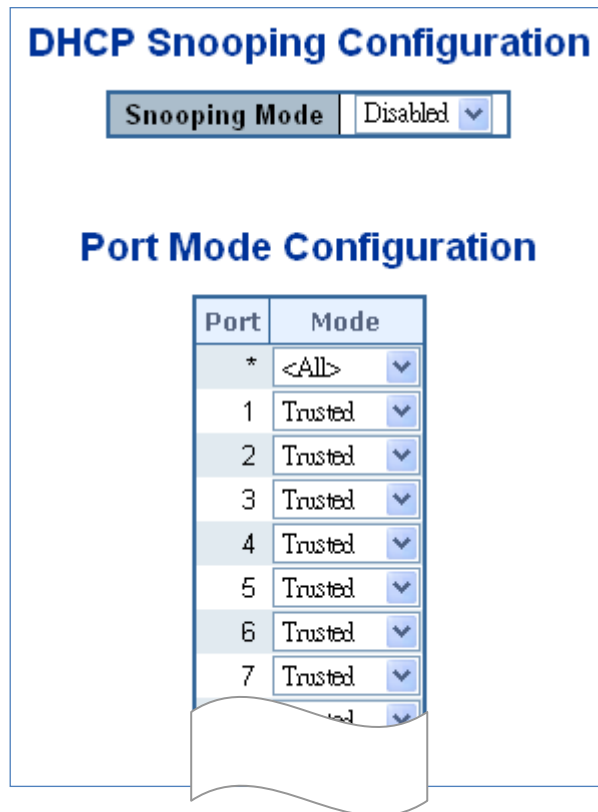 DHCP Snooping Configuration
Snooping Mode Disabled
Port Mode Configuration
Port Mode
* <All>
1 Trusted
2 Trusted
3 Trusted
4 Trusted
5 Trusted
6 Trusted
7 Trusted